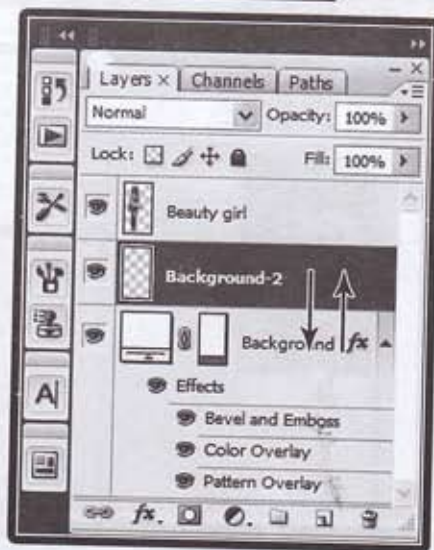 Layers × Channels Paths
Normal Opacity: 100%
Lock: Fill: 100%
Beauty girl
Background-2
Background fx
Effects
Bevel and Emboss
Color Overlay
Pattern Overlay
fx.
A